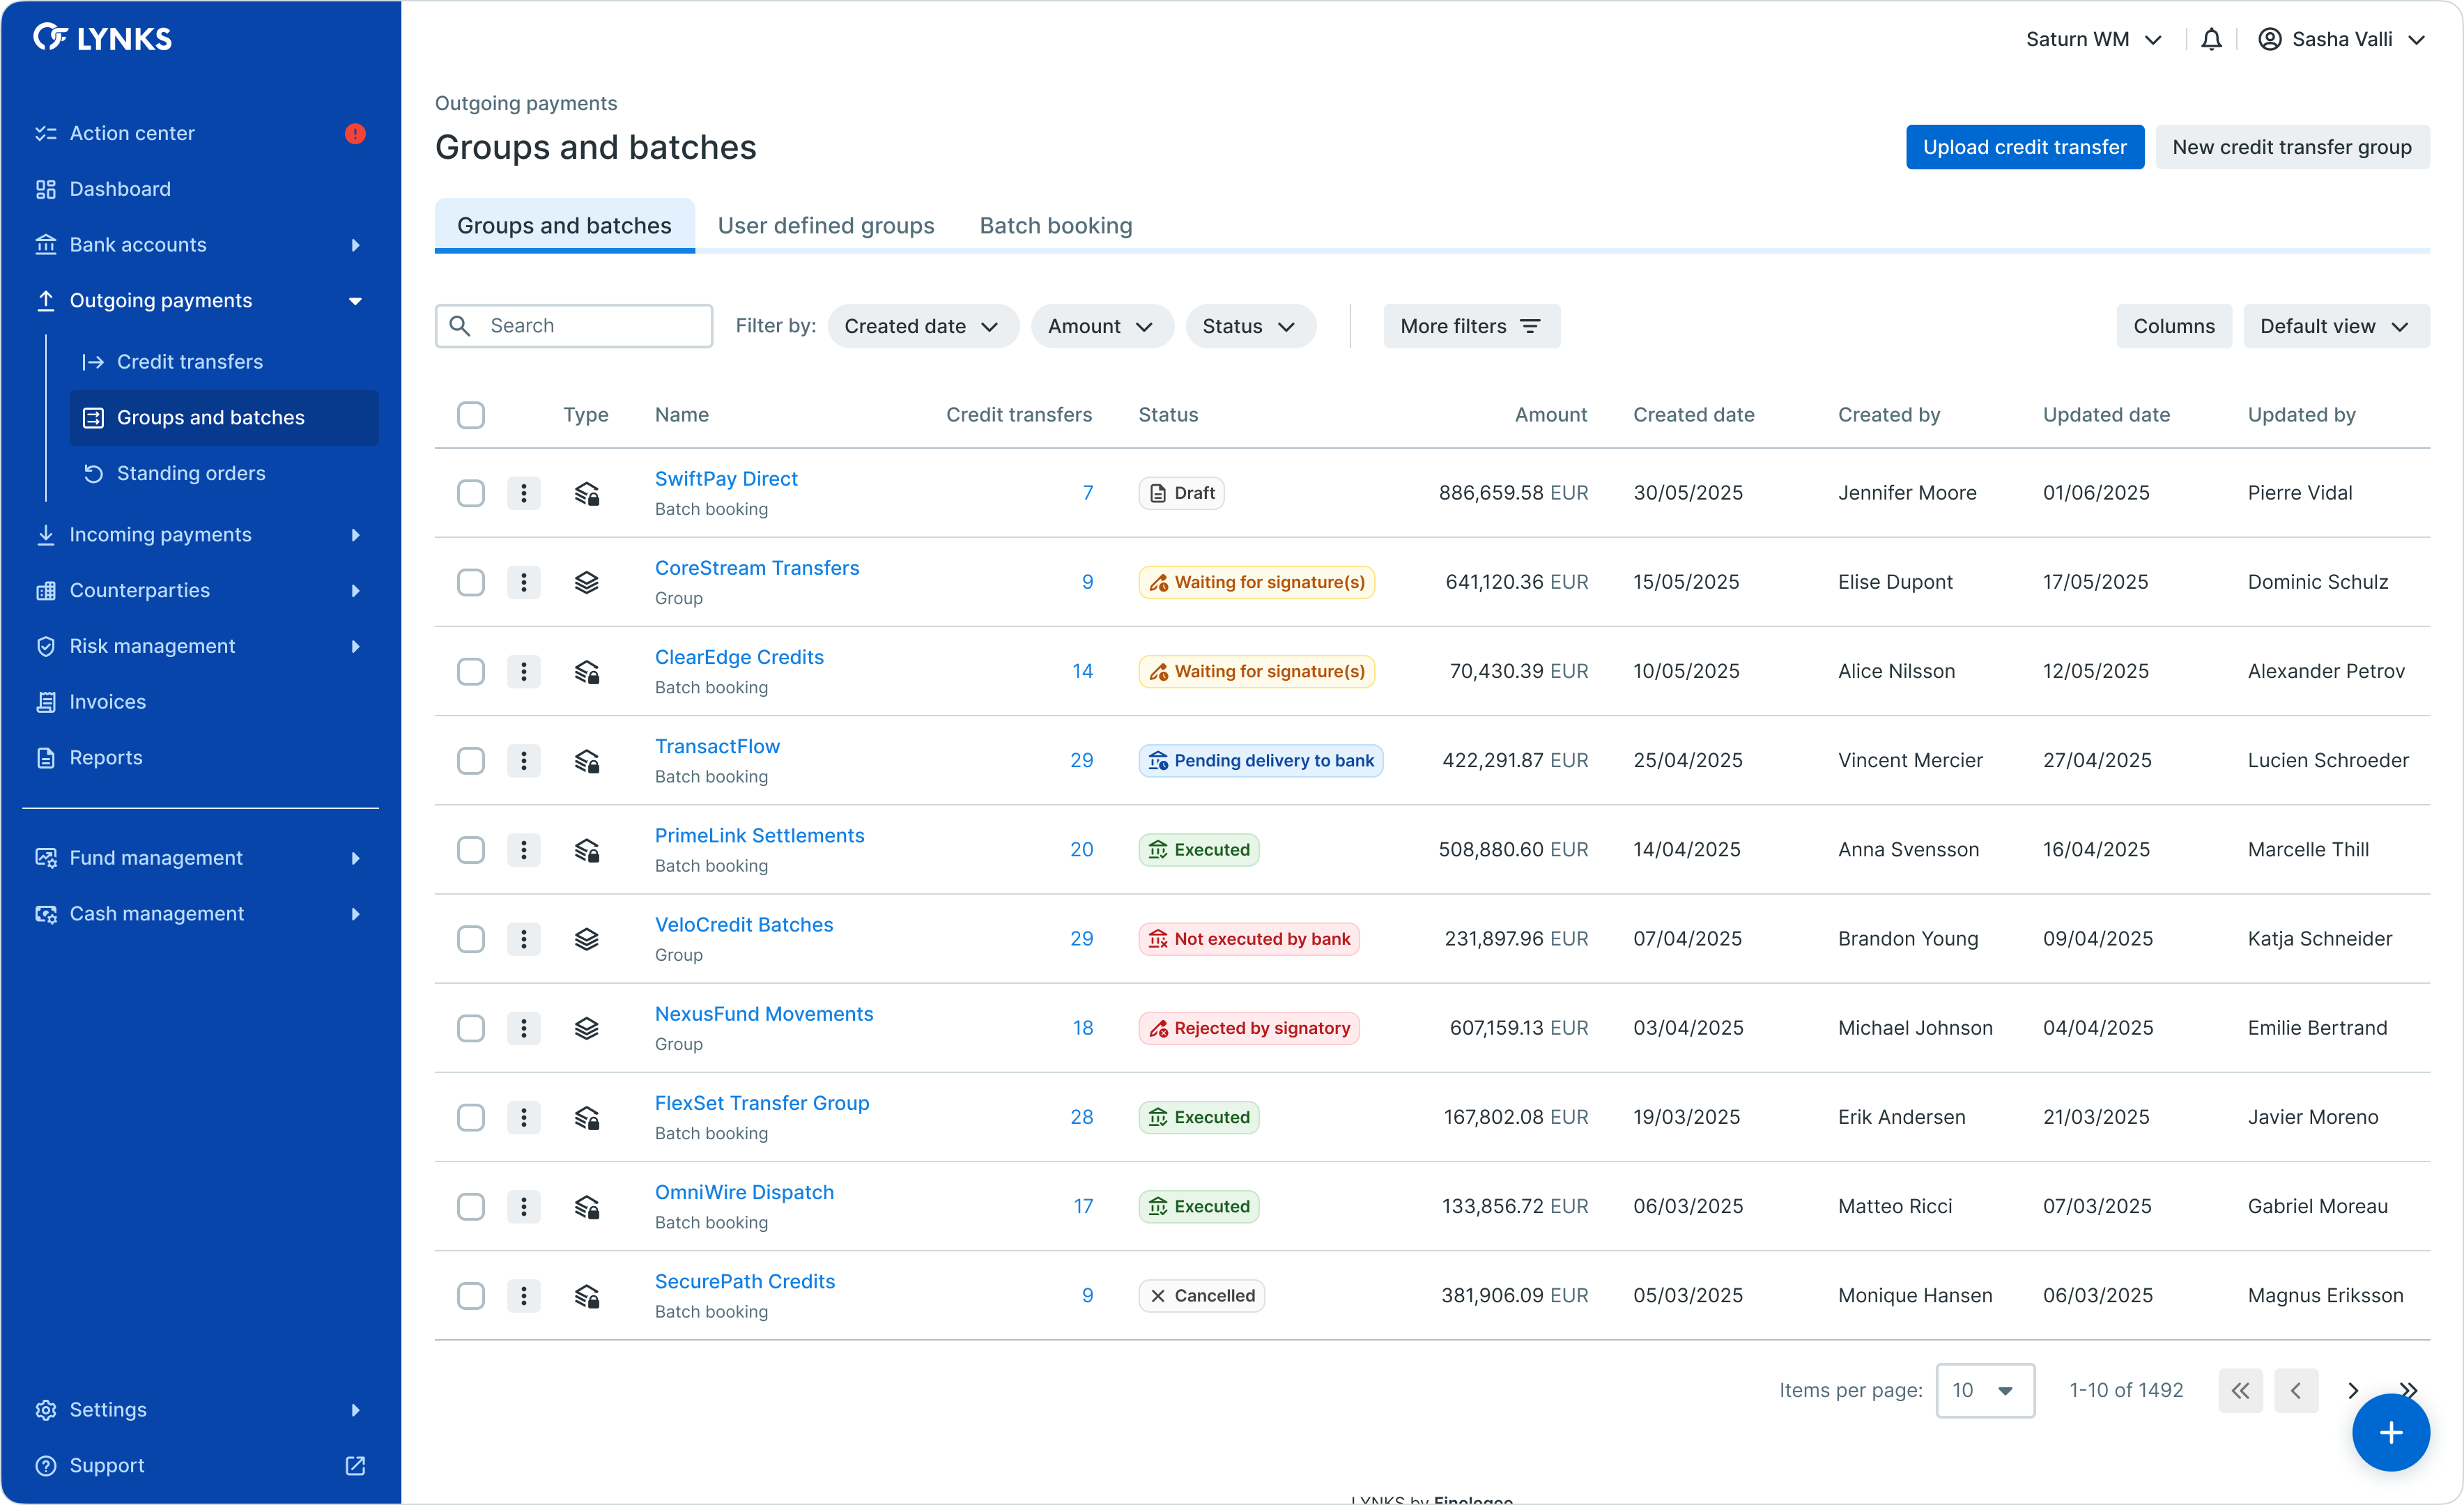 LYNKS
Saturn WM
Sasha Valli
Action center
Dashboard
Bank accounts
Outgoing payments
Credit transfers
Groups and batches
Standing orders
Incoming payments
Counterparties
Risk management
Invoices
Reports
Fund management
Cash management
Settings
Support
Outgoing payments
Groups and batches
Upload credit transfer
New credit transfer group
Groups and batches User defined groups Batch booking
Search Filter by: Created date Amount Status More filters Columns Default view
Type Name Credit transfers Status Amount Created date Created by Updated date Updated by
SwiftPay Direct
Batch booking
7 Draft 886,659.58 EUR 30/05/2025 Jennifer Moore 01/06/2025 Pierre Vidal
CoreStream Transfers
Group
9 Waiting for signature(s) 641,120.36 EUR 15/05/2025 Elise Dupont 17/05/2025 Dominic Schulz
ClearEdge Credits
Batch booking
14 Waiting for signature(s) 70,430.39 EUR 10/05/2025 Alice Nilsson 12/05/2025 Alexander Petrov
TransactFlow
Batch booking
29 Pending delivery to bank 422,291.87 EUR 25/04/2025 Vincent Mercier 27/04/2025 Lucien Schroeder
PrimeLink Settlements
Batch booking
20 Executed 508,880.60 EUR 14/04/2025 Anna Svensson 16/04/2025 Marcelle Thill
VeloCredit Batches
Group
29 Not executed by bank 231,897.96 EUR 07/04/2025 Brandon Young 09/04/2025 Katja Schneider
NexusFund Movements
Group
18 Rejected by signatory 607,159.13 EUR 03/04/2025 Michael Johnson 04/04/2025 Emilie Bertrand
FlexSet Transfer Group
Batch booking
28 Executed 167,802.08 EUR 19/03/2025 Erik Andersen 21/03/2025 Javier Moreno
OmniWire Dispatch
Batch booking
17 Executed 133,856.72 EUR 06/03/2025 Matteo Ricci 07/03/2025 Gabriel Moreau
SecurePath Credits
Batch booking
9 Cancelled 381,906.09 EUR 05/03/2025 Monique Hansen 06/03/2025 Magnus Eriksson
Items per page: 10 1-10 of 1492
LYNKS by Finologee